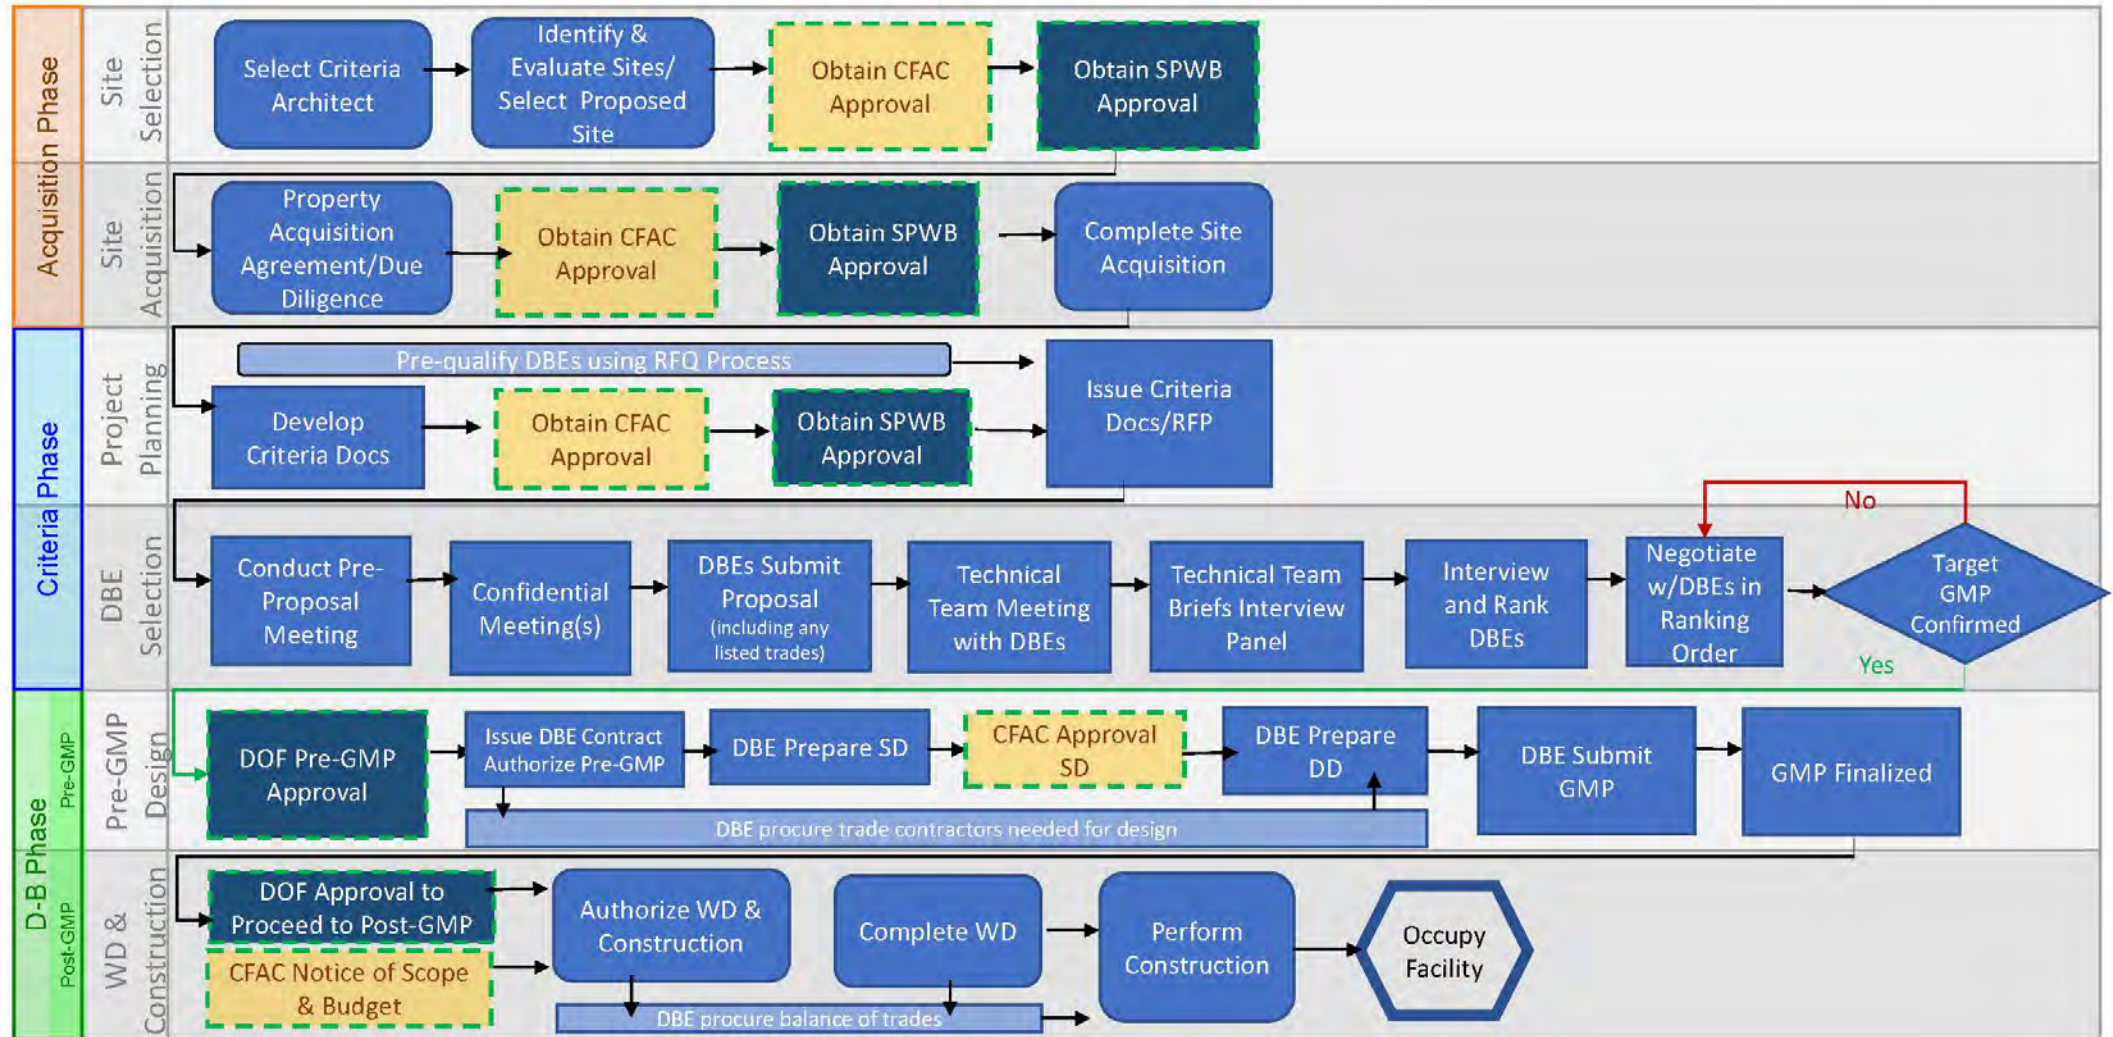 Acquisition Phase
Site
Selection
Select Criteria
Architect
Identify &
Evaluate Sites/
Select Proposed
Site
Obtain CFAC
Approval
Obtain SPWB
Approval
Site
Acquisition
Property
Acquisition
Agreement/Due
Diligence
Obtain CFAC
Approval
Obtain SPWB
Approval
Complete Site
Acquisition
Criteria Phase
Project
Planning
Pre-qualify DBEs using RFQ Process
Develop
Criteria Docs
Obtain CFAC
Approval
Obtain SPWB
Approval
Issue Criteria
Docs/RFP
DBE
Selection
Conduct Pre-
Proposal
Meeting
Confidential
Meeting(s)
DBEs Submit
Proposal
(including any
listed trades)
Technical
Team Meeting
with DBEs
Technical Team
Briefs Interview
Panel
Interview
and Rank
DBEs
Negotiate
w/DBEs in
Ranking
Order
Target
GMP
Confirmed
No
Yes
D-B Phase
Pre-GMP
Pre-GMP
Design
DOF Pre-GMP
Approval
Issue DBE Contract
Authorize Pre-GMP
DBE Prepare SD
CFAC Approval
SD
DBE Prepare
DD
DBE Submit
GMP
GMP Finalized
DBE procure trade contractors needed for design
Post-GMP
WD &
Construction
DOF Approval to
Proceed to Post-GMP
CFAC Notice of Scope
& Budget
Authorize WD &
Construction
Complete WD
Perform
Construction
Occupy
Facility
DBE procure balance of trades